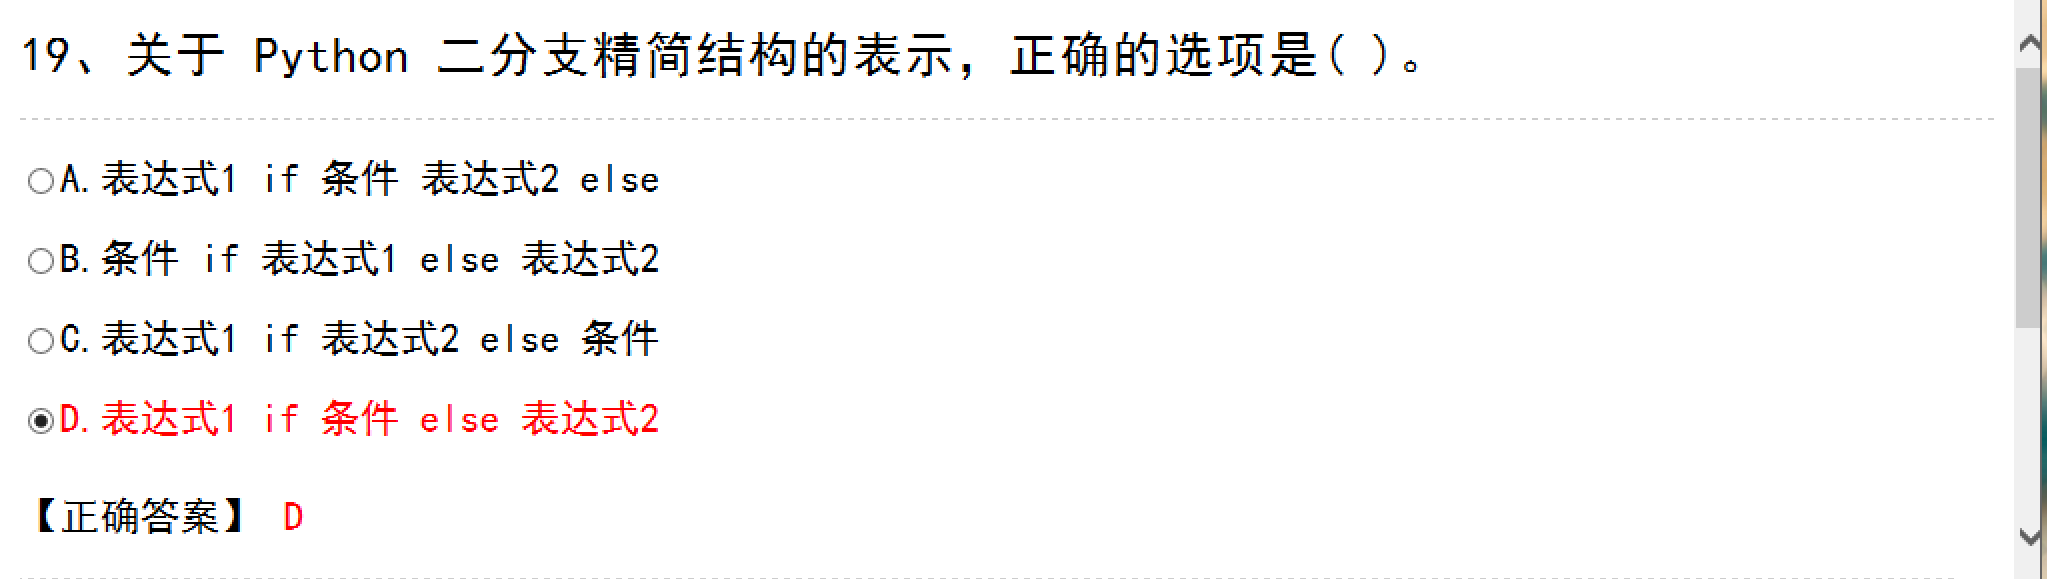 19、关于 Python 二分支精简结构的表示，正确的选项是( )。
A.表达式1 if 条件 表达式2 else
B.条件 if 表达式1 else 表达式2
C.表达式1 if 表达式2 else 条件
D.表达式1 if 条件 else 表达式2
【正确答案】 D